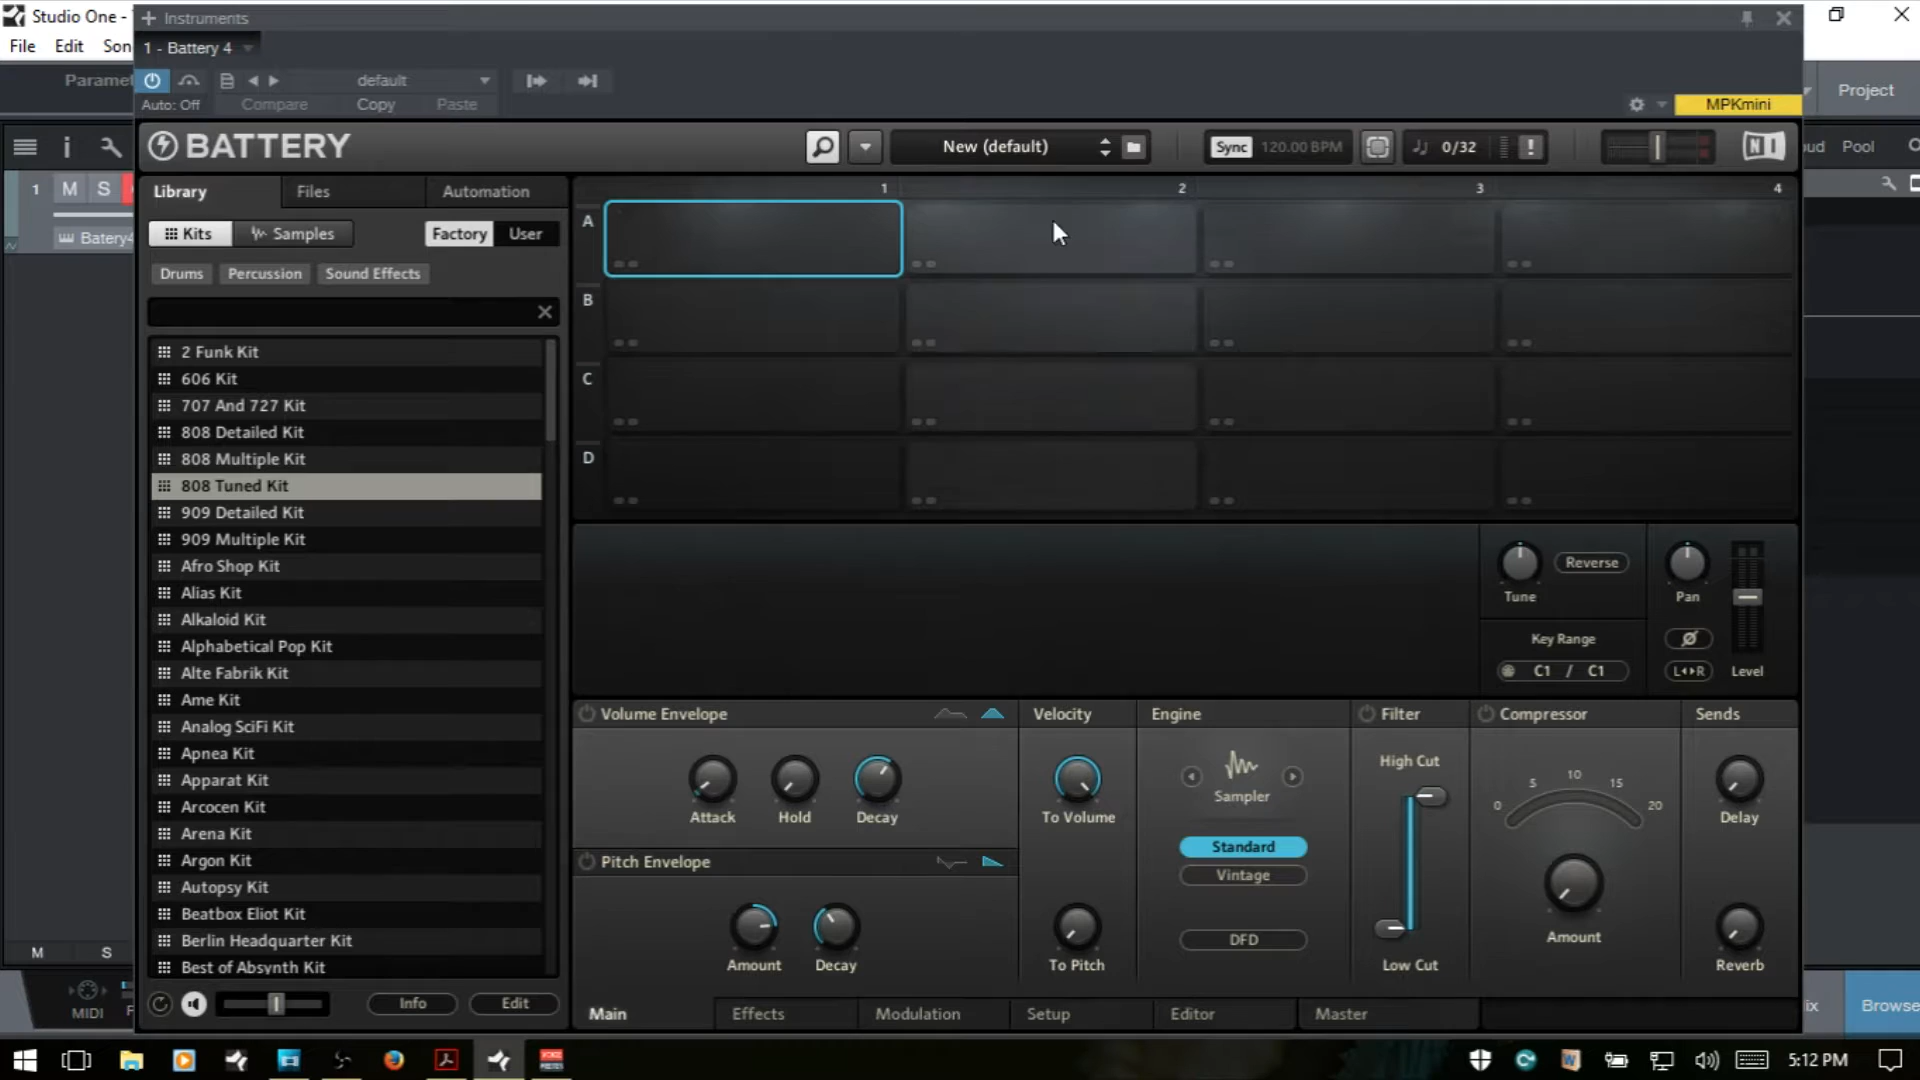 Studio One -
Instruments
File Edit Son
1 - Battery 4
Paramet
default
Project
Auto: Off Compare Copy Paste
MPKmini
BATTERY
New (default)
Sync 120.00 BPM
0/32
!
NI
Pool
Library Files Automation
1 2 3 4
1 M S
Kits Samples Factory User
A
Batery4
Drums Percussion Sound Effects
B
2 Funk Kit
606 Kit
C
707 And 727 Kit
808 Detailed Kit
808 Multiple Kit
D
808 Tuned Kit
909 Detailed Kit
909 Multiple Kit
Afro Shop Kit
Reverse
Alias Kit
Tune Pan
Alkaloid Kit
Alphabetical Pop Kit
Key Range
Alte Fabrik Kit
C1 / C1
L R
Level
Ame Kit
Volume Envelope Velocity Engine Filter Compressor Sends
Analog SciFi Kit
Apnea Kit
High Cut
Apparat Kit
0 5 10 15 20
Sampler
Arcocen Kit
Attack Hold Decay To Volume Delay
Arena Kit
Standard
Argon Kit
Pitch Envelope
Vintage
Autopsy Kit
Beatbox Eliot Kit
Berlin Headquarter Kit
DFD
Amount
M S
Best of Absynth Kit
Amount Decay To Pitch Low Cut Reverb
Info Edit
Main Effects Modulation Setup Editor Master
MIDI
ix
Browse
5:12 PM